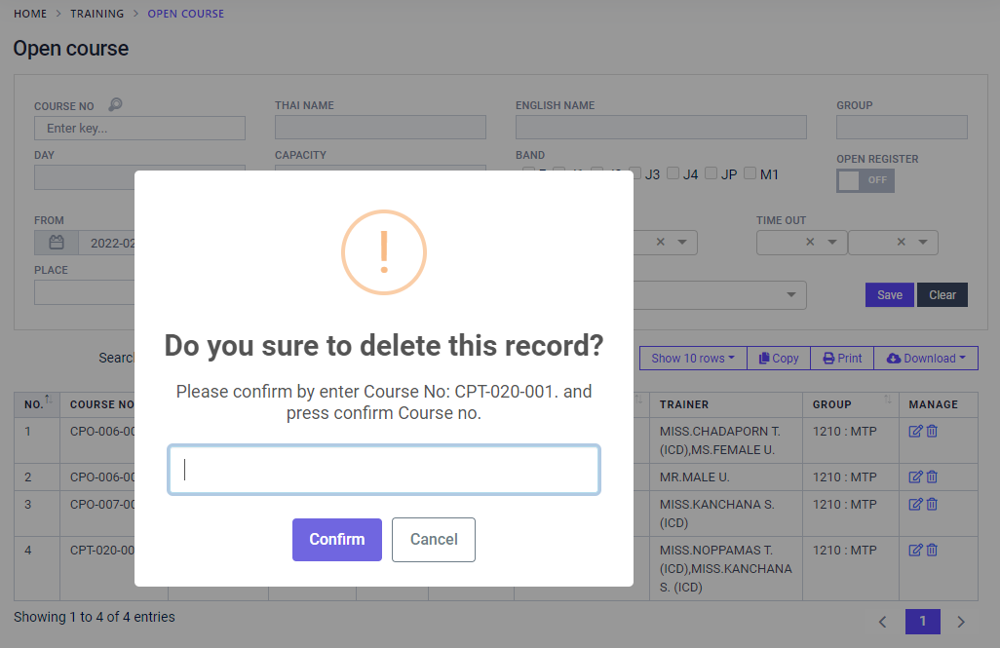 HOME > TRAINING > OPEN COURSE
Open course
COURSE NO
THAI NAME
ENGLISH NAME
GROUP
Enter key...
DAY
CAPACITY
BAND
OPEN REGISTER
J3 J4 JP M1
OFF
FROM
TIME OUT
2022-02
PLACE
Save Clear
!
Do you sure to delete this record?
Please confirm by enter Course No: CPT-020-001. and
press confirm Course no.
Confirm Cancel
Search
Show 10 rows Copy Print Download
NO. COURSE NO TRAINER GROUP MANAGE
1 CPO-006-00 MISS.CHADAPORN T. 1210 : MTP
(ICD),MS.FEMALE U.
2 CPO-006-00 MR.MALE U. 1210 : MTP
3 CPO-007-00 MISS.KANCHANA S. 1210 : MTP
(ICD)
4 CPT-020-00 MISS.NOPPAMAS T. 1210 : MTP
(ICD),MISS.KANCHANA
S. (ICD)
Showing 1 to 4 of 4 entries
1